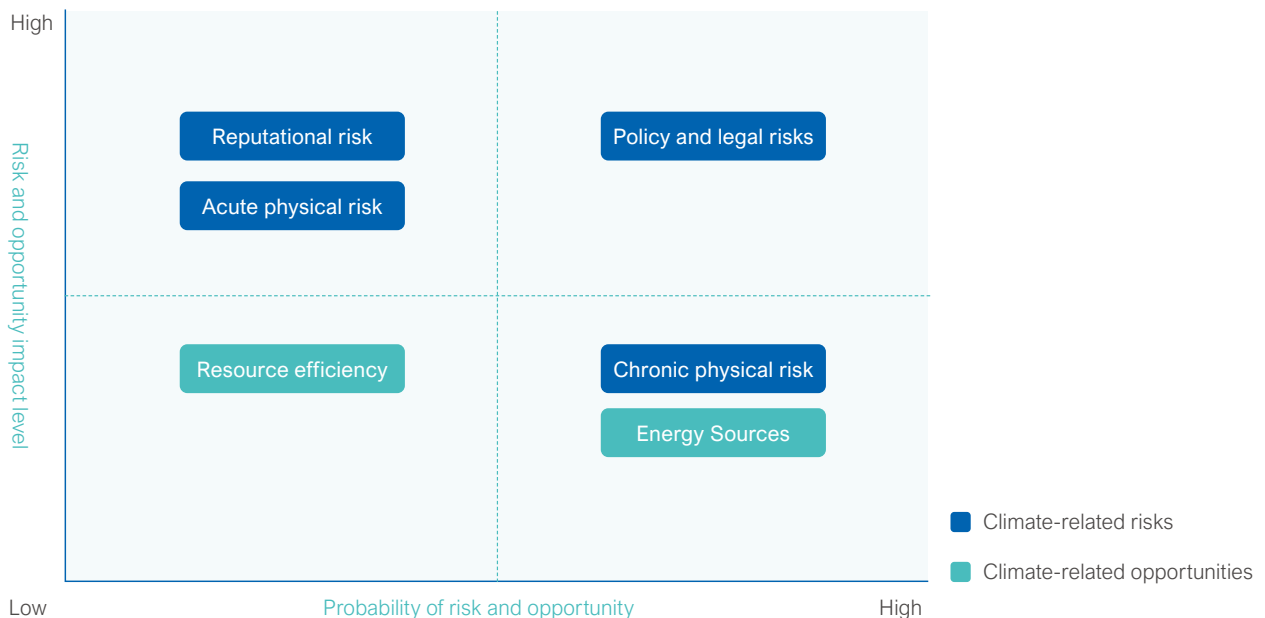 High
Risk and opportunity impact level
Reputational risk
Policy and legal risks
Acute physical risk
Resource efficiency
Chronic physical risk
Energy Sources
Climate-related risks
Climate-related opportunities
Low
Probability of risk and opportunity
High